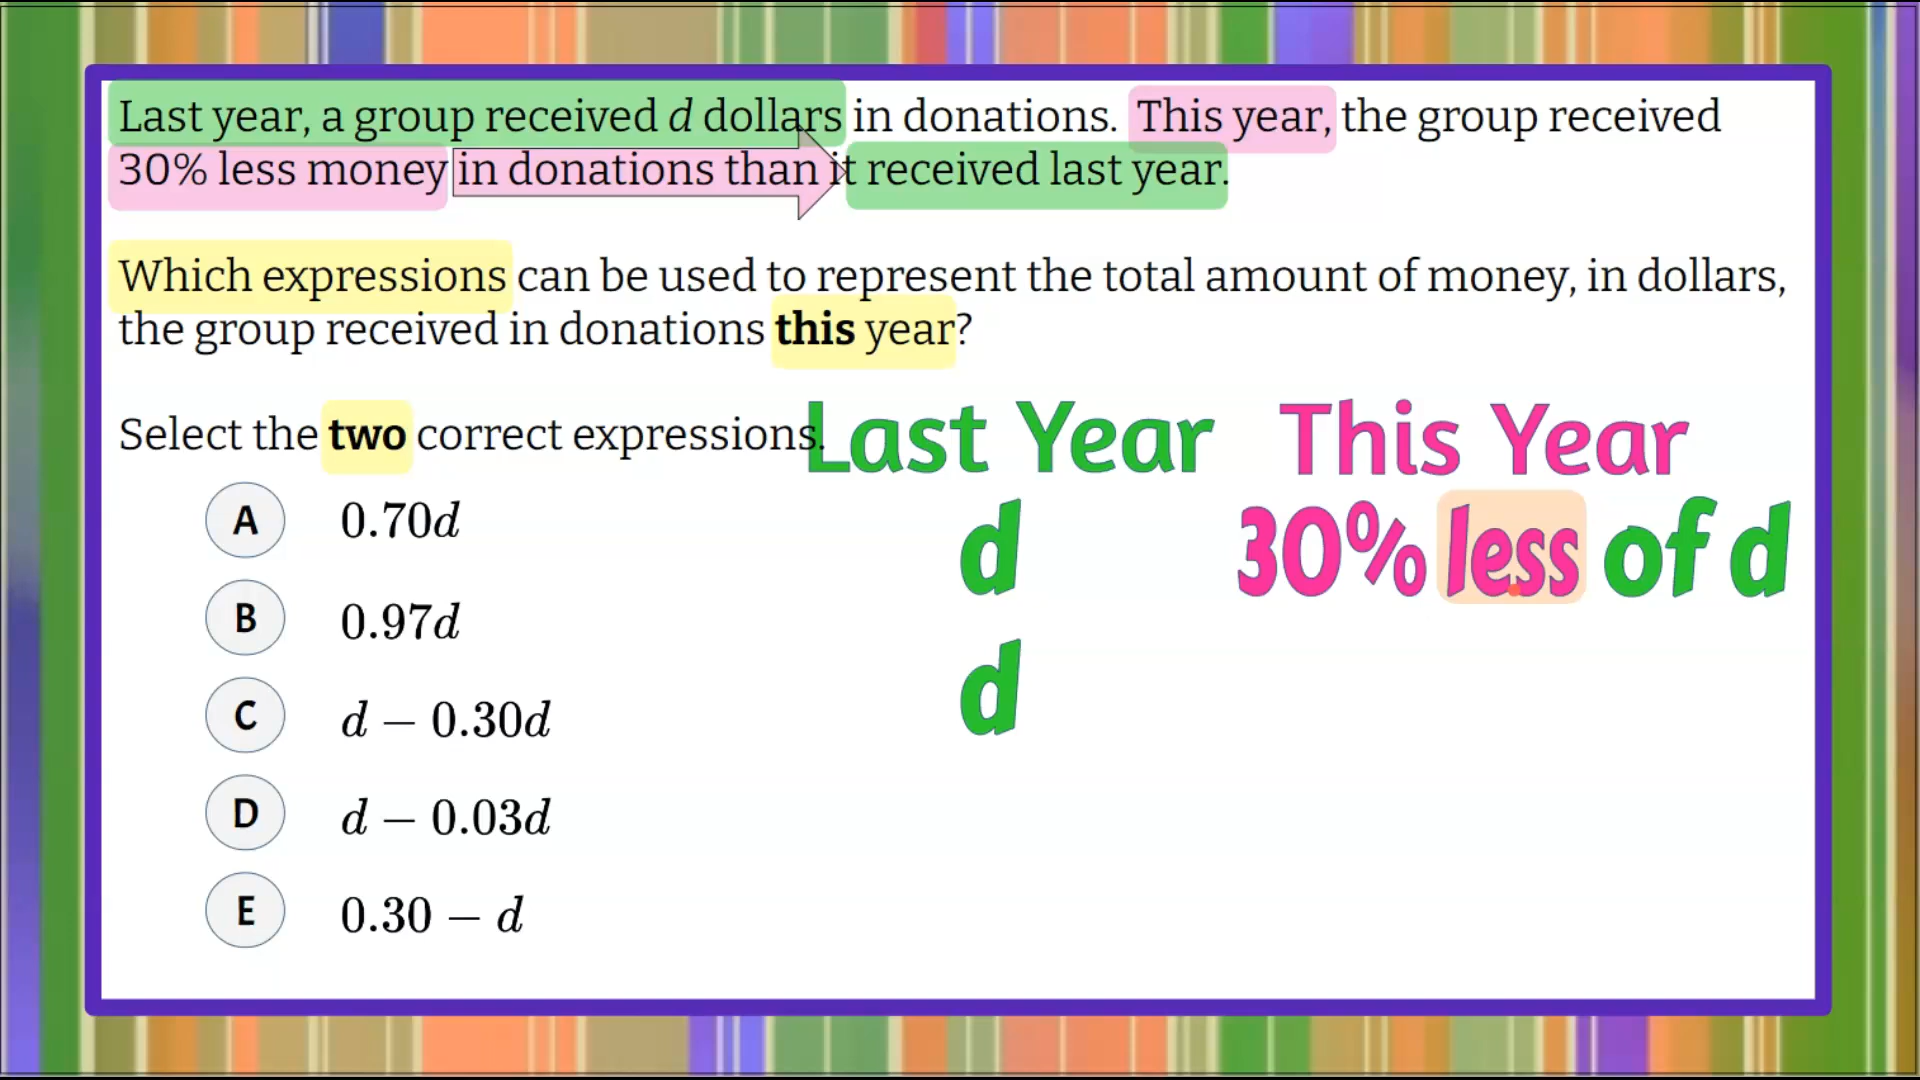 Last year, a group received d dollars in donations. This year, the group received
30% less money in donations than it received last year.
Which expressions can be used to represent the total amount of money, in dollars,
the group received in donations this year?
Select the two correct expressions.
Last Year This Year
A 0.70d
d 30% less of d
B 0.97d
d
C d − 0.30d
D d − 0.03d
E 0.30 − d